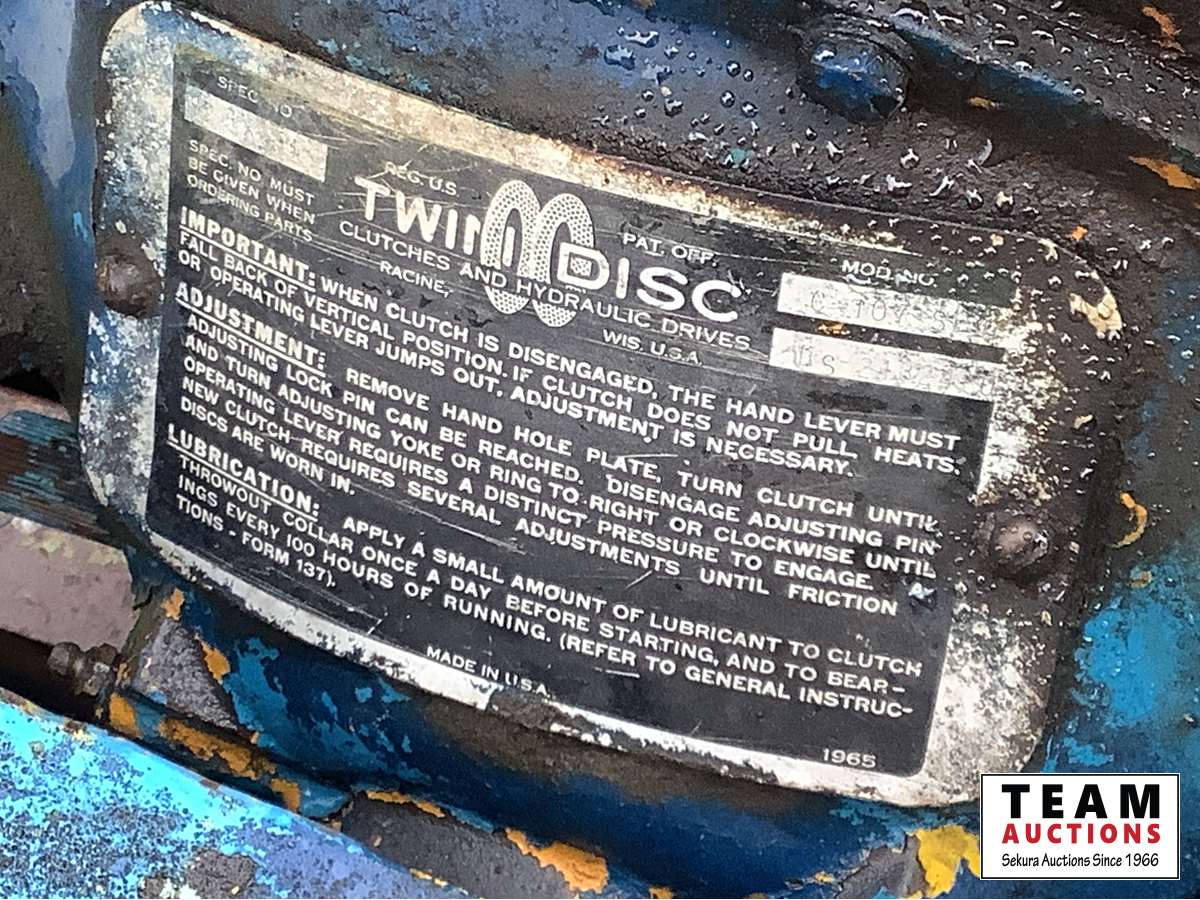 SPEC. NO.
SPEC. NO MUST
BE GIVEN WHEN
ORDERING PARTS
REG. U.S. PAT. OFF.
TWIN DISC
CLUTCHES AND HYDRAULIC DRIVES
RACINE, WIS. U.S.A.
MOD. NO.
IMPORTANT: WHEN CLUTCH IS DISENGAGED, THE HAND LEVER MUST
FALL BACK OF VERTICAL POSITION. IF CLUTCH DOES NOT PULL, HEATS,
OR OPERATING LEVER JUMPS OUT, ADJUSTMENT IS NECESSARY.
ADJUSTMENT: REMOVE HAND HOLE PLATE, TURN CLUTCH UNTIL
ADJUSTING LOCK PIN CAN BE REACHED. DISENGAGE ADJUSTING PIN
AND TURN ADJUSTING YOKE OR RING TO RIGHT OR CLOCKWISE UNTIL
OPERATING LEVER REQUIRES A DISTINCT PRESSURE TO ENGAGE. A
NEW CLUTCH REQUIRES SEVERAL ADJUSTMENTS UNTIL FRICTION
DISCS ARE WORN IN.
LUBRICATION: APPLY A SMALL AMOUNT OF LUBRICANT TO CLUTCH
THROWOUT COLLAR ONCE A DAY BEFORE STARTING, AND TO BEAR-
INGS EVERY 100 HOURS OF RUNNING. (REFER TO GENERAL INSTRUC-
TIONS - FORM 137).
MADE IN U.S.A.
1965
TEAM
AUCTIONS
Sekura Auctions Since 1966